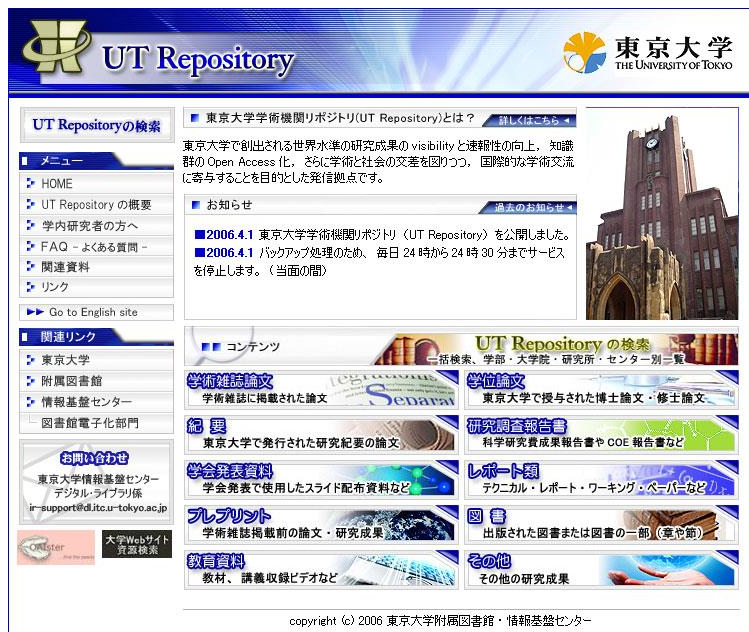 UT Repository
東京大学
THE UNIVERSITY OF TOKYO
UT Repositoryの検索
メニュー
HOME
UT Repository の概要
学内研究者の方へ
FAQ - よくある質問 -
関連資料
リンク
Go to English site
関連リンク
東京大学
附属図書館
情報基盤センター
図書館電子化部門
お問い合わせ
東京大学情報基盤センター
デジタル・ライブラリ係
ir-support@dl.itc.u-tokyo.ac.jp
OAIster
大学Webサイト
資源検索
東京大学学術機関リポジトリ(UT Repository)とは？
詳しくはこちら
東京大学で創出される世界水準の研究成果の visibility と速報性の向上， 知識
群の Open Access 化， さらに学術と社会の交差を図りつつ， 国際的な学術交流
に寄与することを目的とした発信拠点です。
お知らせ
過去のお知らせ
■2006.4.1 東京大学学術機関リポジトリ（UT Repository）を公開しました。
■2006.4.1 バックアップ処理のため、 毎日 24 時から 24 時 30 分までサービス
を停止します。（当面の間）
コンテンツ
UT Repository の検索
一括検索、学部・大学院・研究所・センター別一覧
学術雑誌論文
学術雑誌に掲載された論文
学位論文
東京大学で授与された博士論文・修士論文
紀 要
東京大学で発行された研究紀要の論文
研究調査報告書
科学研究費成果報告書や COE 報告書など
学会発表資料
学会発表で使用したスライド配布資料など
レポート類
テクニカル・レポート・ワーキング・ペーパーなど
プレプリント
学術雑誌掲載前の論文・研究成果
図 書
出版された図書または図書の一部（章や節）
教育資料
教材、講義収録ビデオなど
その他
その他の研究成果
copyright (c) 2006 東京大学附属図書館・情報基盤センター